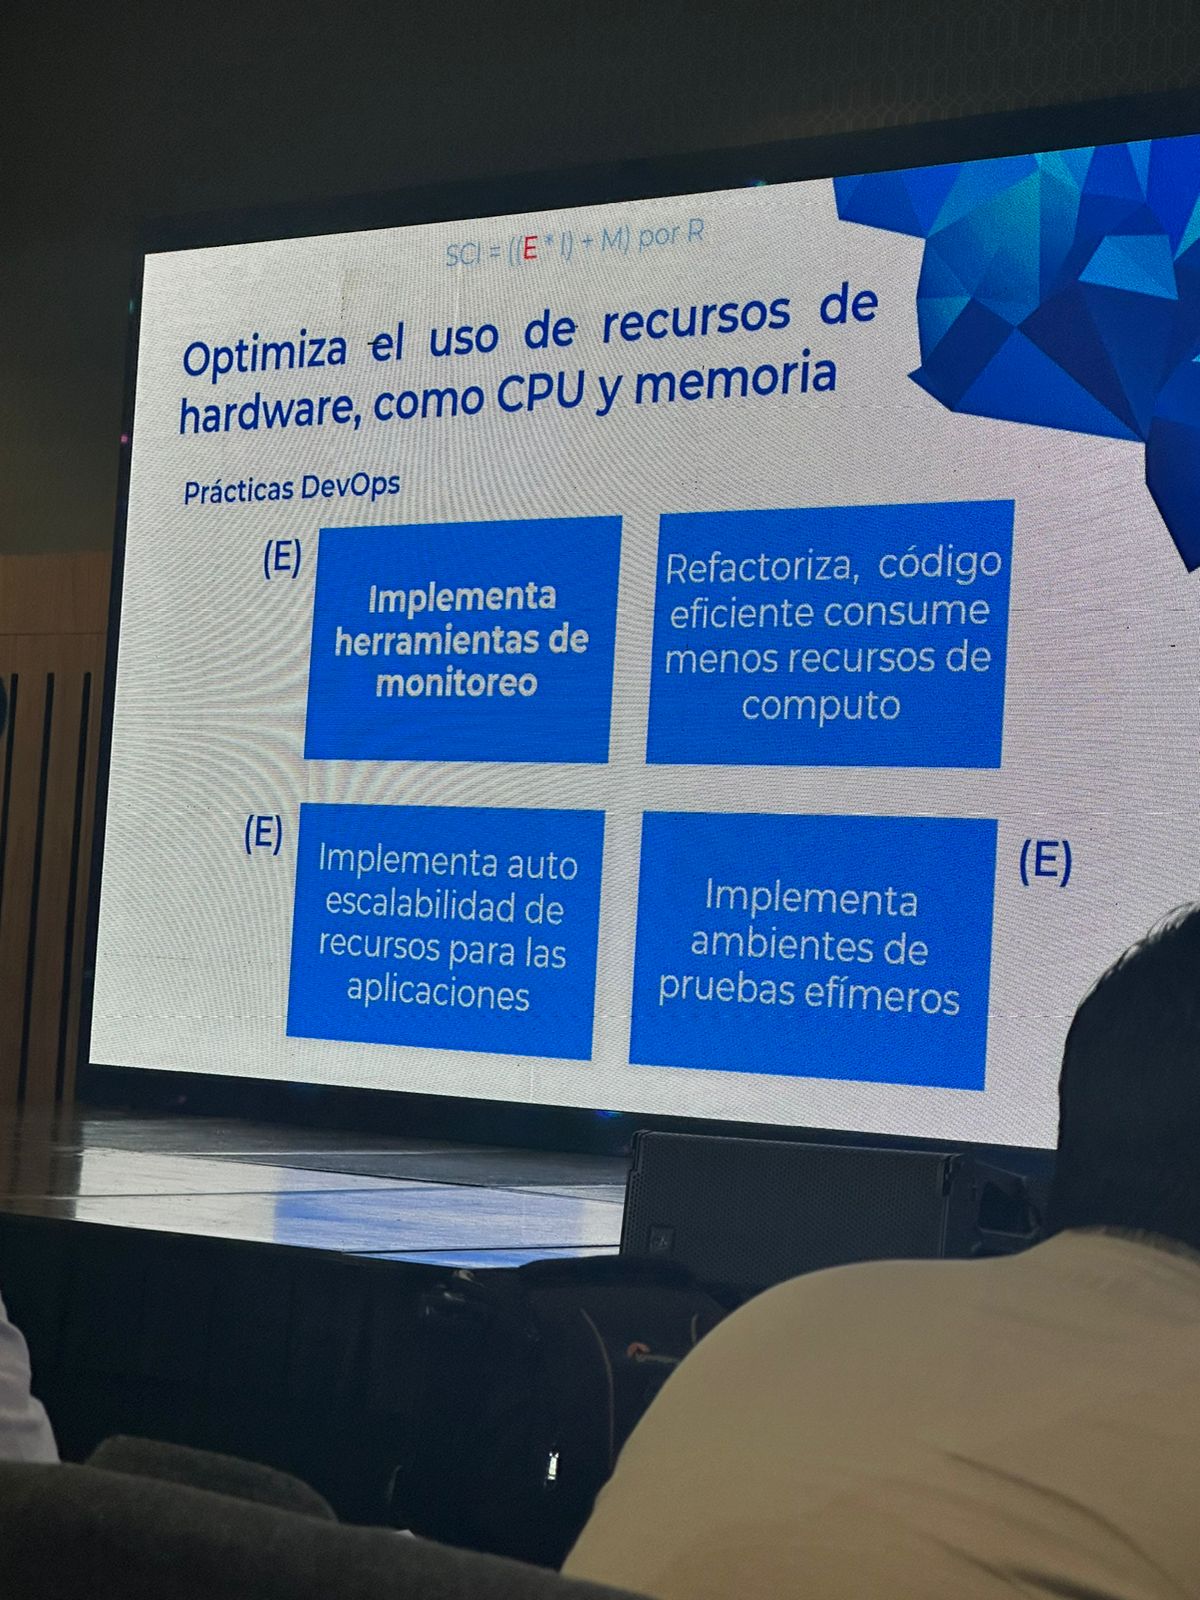 SCI = ((E * I) + M) por R
Optimiza el uso de recursos de
hardware, como CPU y memoria
Prácticas DevOps
(E)
Implementa
herramientas de
monitoreo
Refactoriza, código
eficiente consume
menos recursos de
computo
(E)
Implementa auto
escalabilidad de
recursos para las
aplicaciones
Implementa
ambientes de
pruebas efímeros
(E)